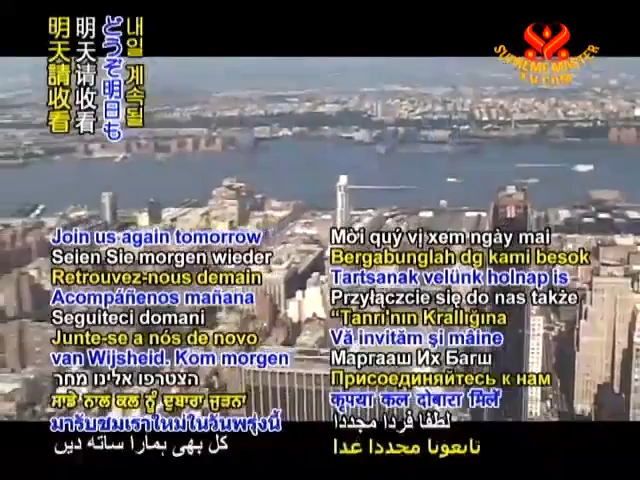 明天請收看
明天请收看
どうぞ明日も
내일 계속될
SUPREME MASTER
TV.COM
Join us again tomorrow
Seien Sie morgen wieder
Retrouvez-nous demain
Acompáñenos mañana
Seguiteci domani
Junte-se a nós de novo
van Wijsheid. Kom morgen
הצטרפו אלינו מחר
ਸਾਡੇ ਨਾਲ ਕਲ ਨੂੰ ਦੁਬਾਰਾ ਜੁੜਨਾ
มารับชมเราใหม่ในวันพรุ่งนี้
کل بھی ہمارا ساتھ دیں
Mời quý vị xem ngày mai
Bergabunglah dg kami besok
Tartsanak velünk holnap is
Przyłączcie się do nas także
“Tanrı'nın Krallığına
Vă invităm şi mâine
Маргааш Их Багш
Присоединяйтесь к нам
कृपया कल दोबारा मिलें
لطفا فردا مجددا
تابعونا مجددا غدا